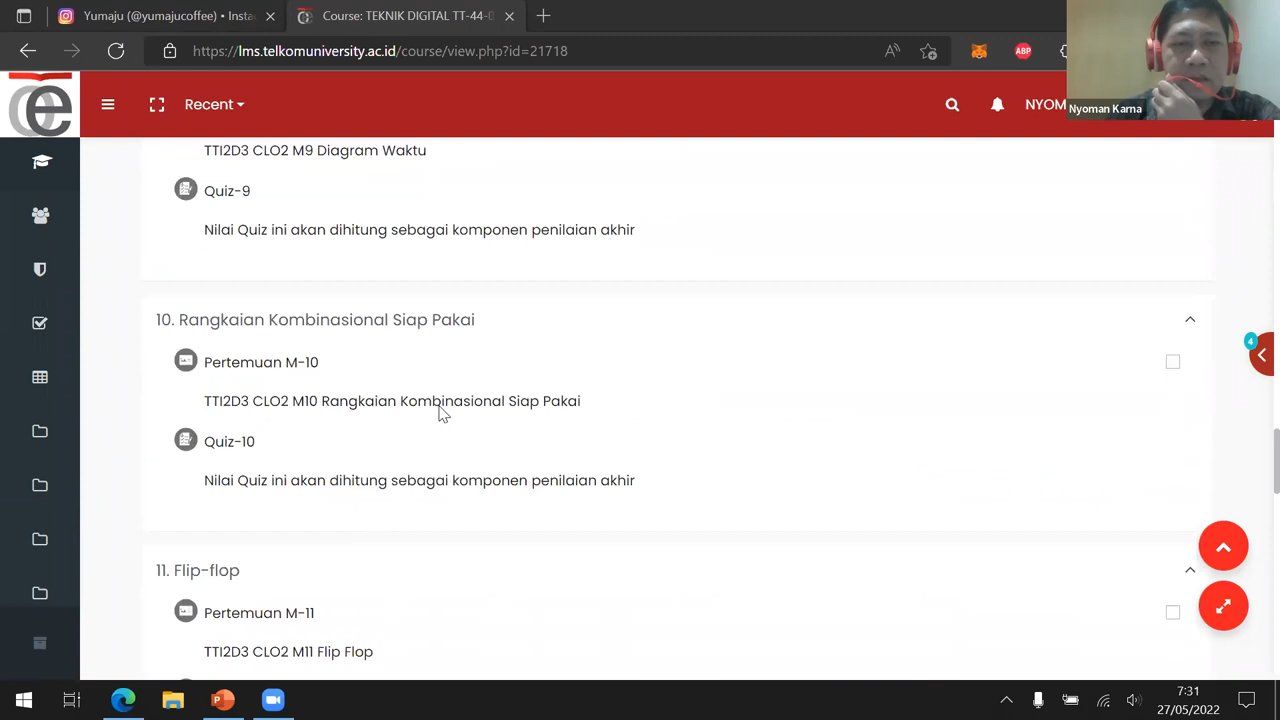 Yumaju (@yumajucoffee) • Insta
Course: TEKNIK DIGITAL TT-44-
https://lms.telkomuniversity.ac.id/course/view.php?id=21718
ABP
Nyoman Karna
Recent
NYOM
TTI2D3 CLO2 M9 Diagram Waktu
Quiz-9
Nilai Quiz ini akan dihitung sebagai komponen penilaian akhir
10. Rangkaian Kombinasional Siap Pakai
4
Pertemuan M-10
TTI2D3 CLO2 M10 Rangkaian Kombinasional Siap Pakai
Quiz-10
Nilai Quiz ini akan dihitung sebagai komponen penilaian akhir
11. Flip-flop
Pertemuan M-11
TTI2D3 CLO2 M11 Flip Flop
7:31
27/05/2022